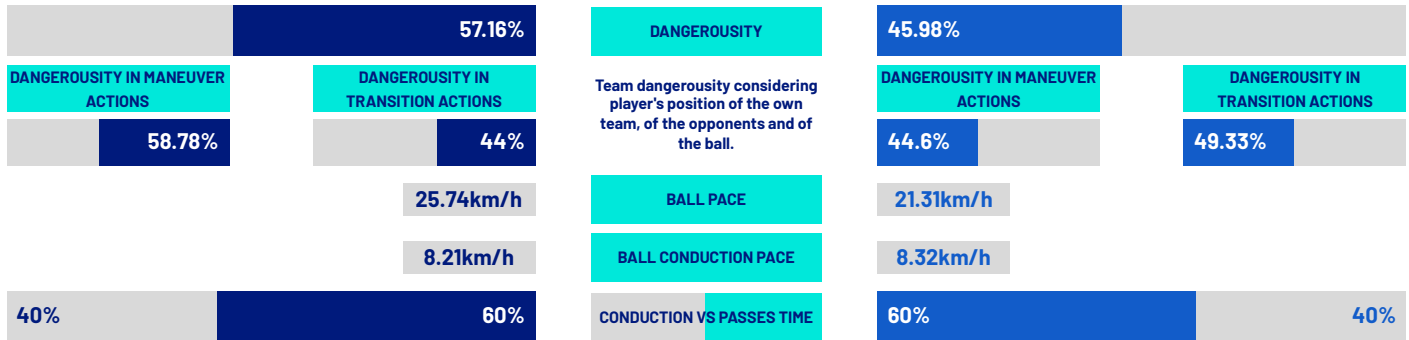 57.16%
DANGEROUSITY
45.98%
DANGEROUSITY IN MANEUVER
ACTIONS
DANGEROUSITY IN
TRANSITION ACTIONS
Team dangerousity considering
player's position of the own
team, of the opponents and of
the ball.
DANGEROUSITY IN MANEUVER
ACTIONS
DANGEROUSITY IN
TRANSITION ACTIONS
58.78%
44%
44.6%
49.33%
25.74km/h
BALL PACE
21.31km/h
8.21km/h
BALL CONDUCTION PACE
8.32km/h
40%
60%
CONDUCTION VS PASSES TIME
60%
40%